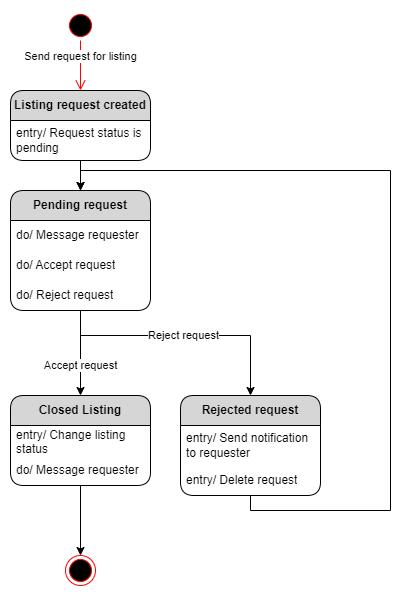 Send request for listing
Listing request created
entry/ Request status is
pending
Pending request
do/ Message requester
do/ Accept request
do/ Reject request
Reject request
Accept request
Closed Listing
entry/ Change listing
status
do/ Message requester
Rejected request
entry/ Send notification
to requester
entry/ Delete request